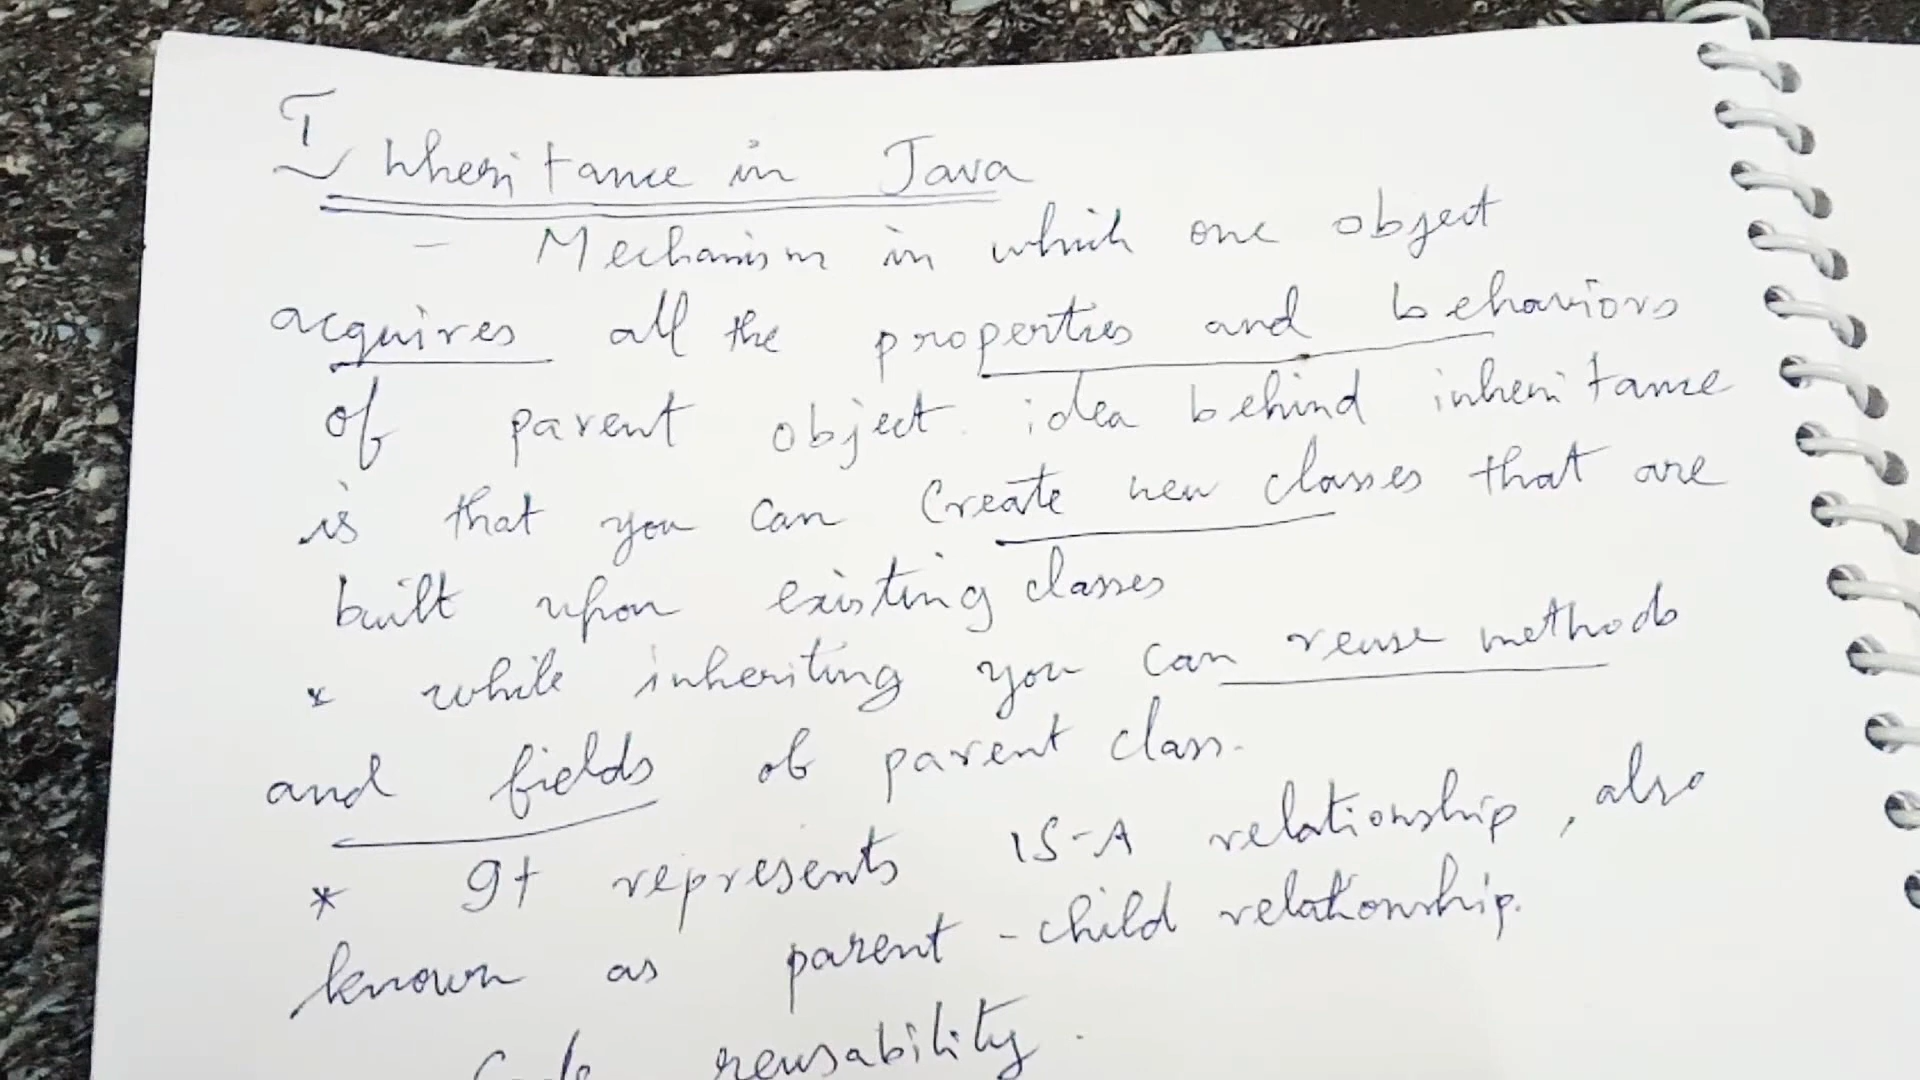 Inheritance in Java
- Mechanism in which one object
acquires all the properties and behaviors
of parent object. idea behind inheritance
is that you can create new classes that are
built upon existing classes
* while inheriting you can reuse methods
and fields of parent class.
* It represents IS-A relationship, also
known as parent-child relationship.
Code reusability.